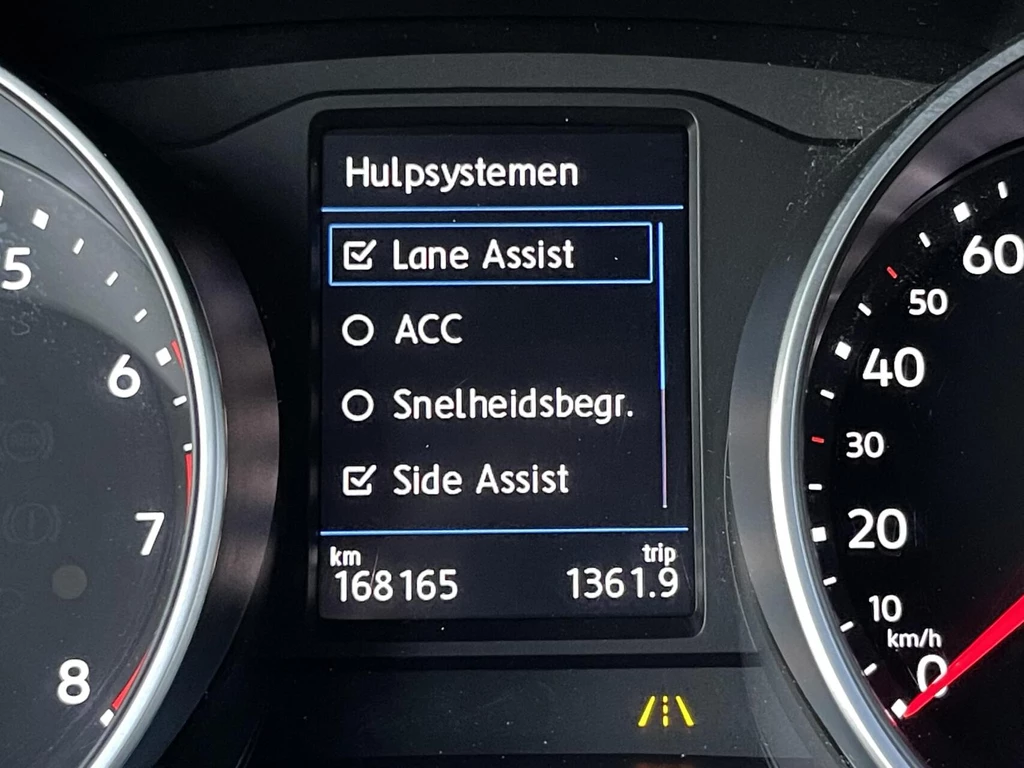 Hulpsystemen
Lane Assist
ACC
Snelheidsbegr.
Side Assist
km
trip
168165
1361.9
5
6
7
8
60
50
40
30
20
10
km/h
0